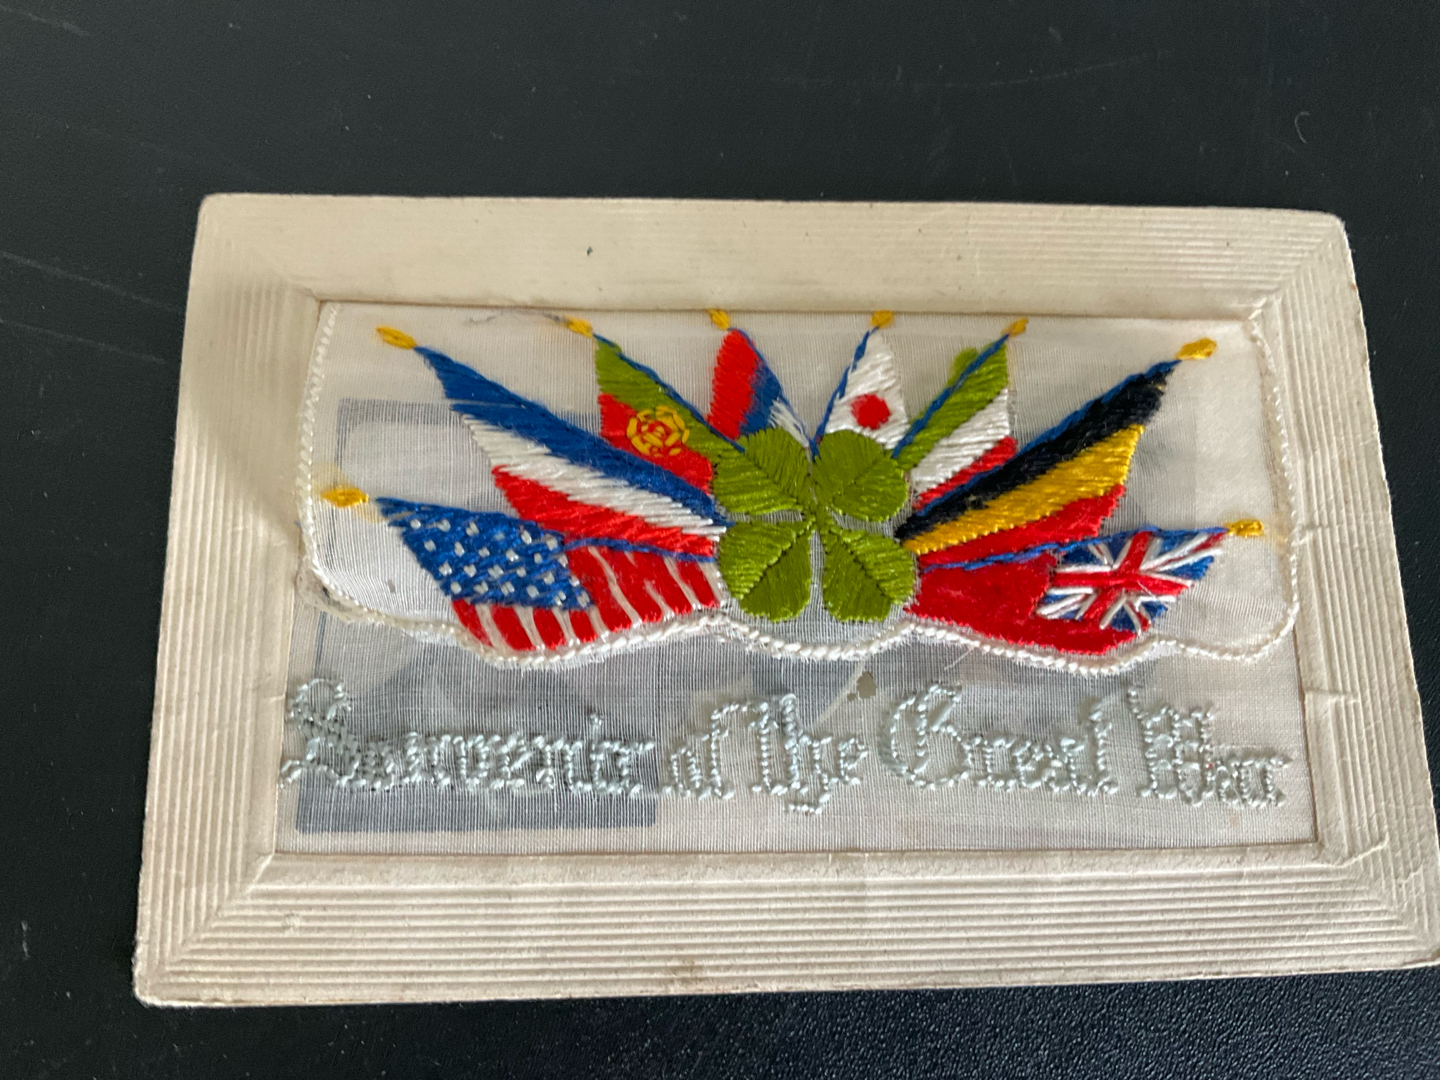 Souvenir of the Great War